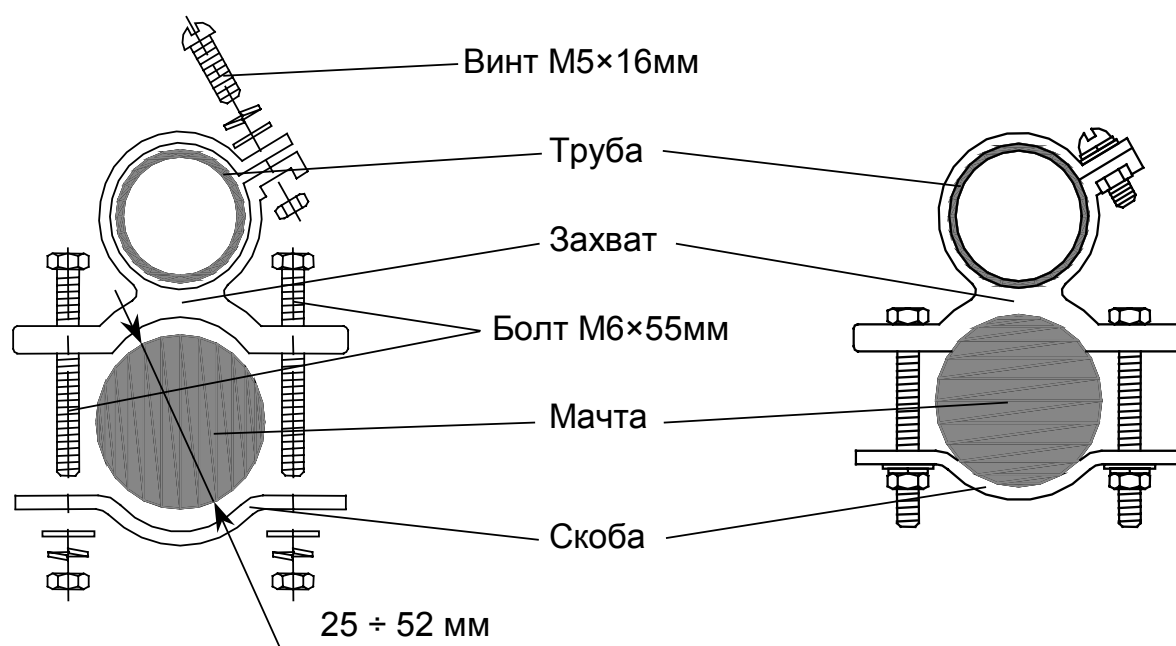 Винт М5×16мм
Труба
Захват
Болт М6×55мм
Мачта
Скоба
25 ÷ 52 мм